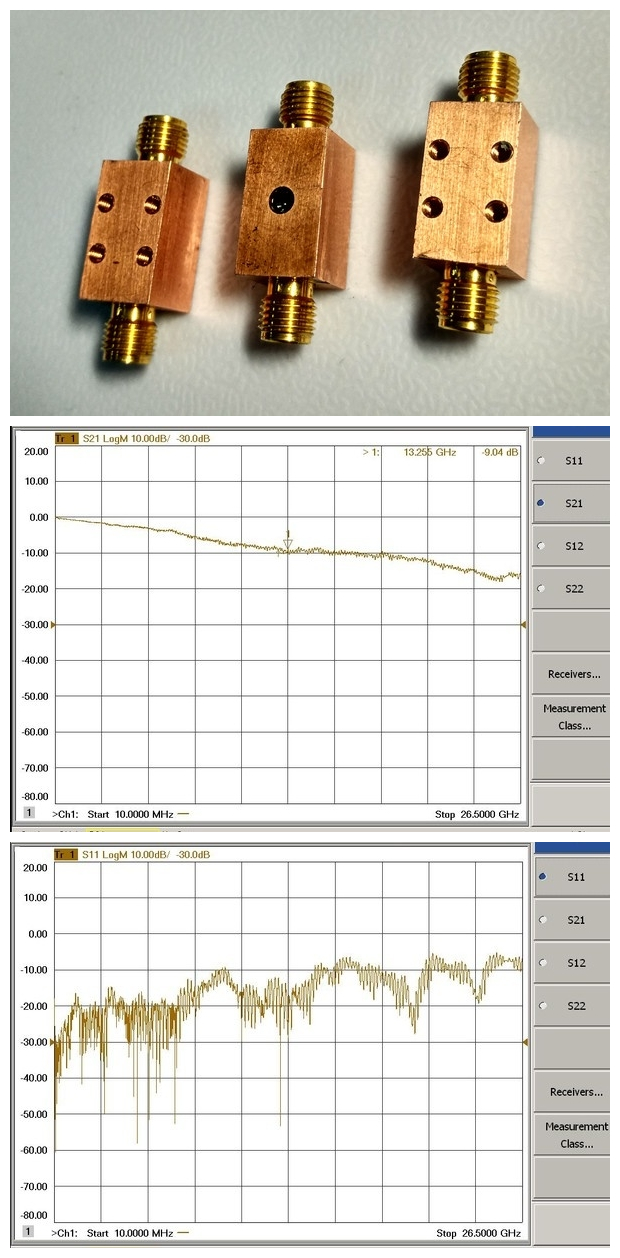 Tr 1 S21 LogM 10.00dB/ -30.0dB
20.00
> 1: 13.255 GHz -9.04 dB
10.00
0.00
1
-10.00
-20.00
-30.00
-40.00
-50.00
-60.00
-70.00
-80.00
1 >Ch1: Start 10.0000 MHz Stop 26.5000 GHz
S11
S21
S12
S22
Receivers...
Measurement
Class...
Tr 1 S11 LogM 10.00dB/ -30.0dB
20.00
10.00
0.00
-10.00
-20.00
-30.00
-40.00
-50.00
-60.00
-70.00
-80.00
1 >Ch1: Start 10.0000 MHz Stop 26.5000 GHz
S11
S21
S12
S22
Receivers...
Measurement
Class...